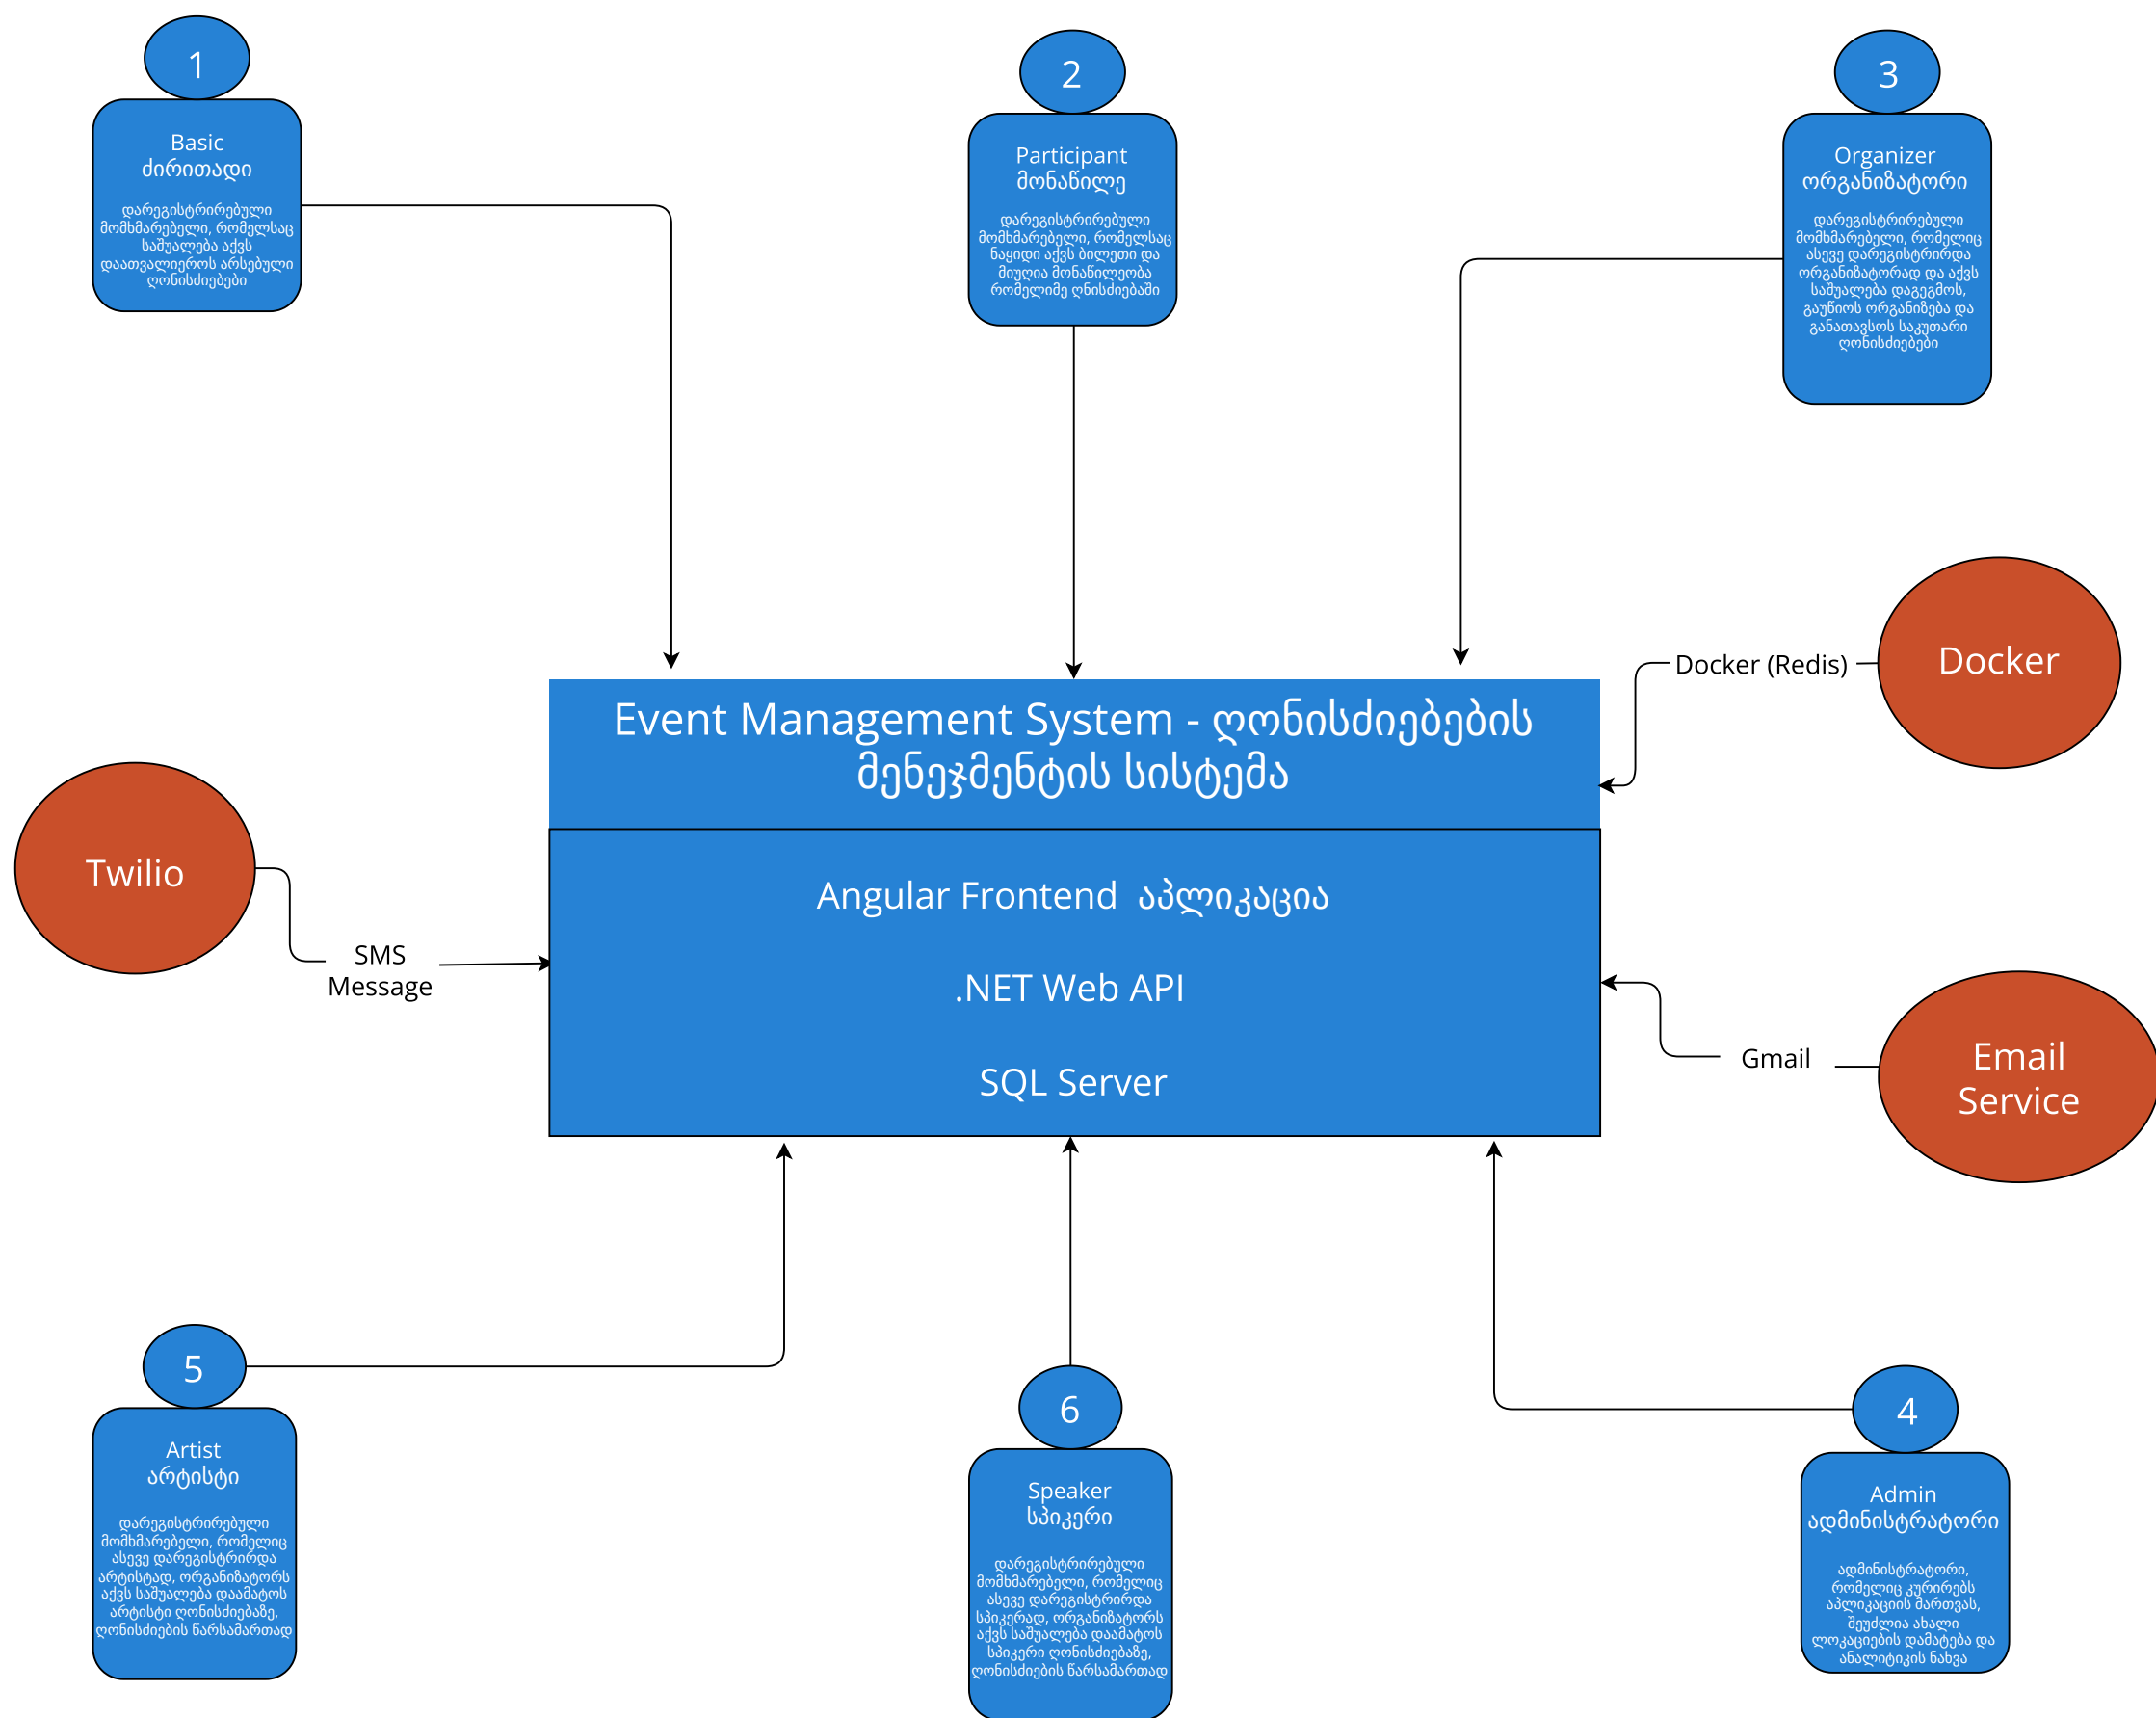 1
Basic
ძირითადი
დარეგისტრირებული
მომხმარებელი, რომელსაც
საშუალება აქვს
დაათვალიეროს არსებული
ღონისძიებები
2
Participant
მონაწილე
დარეგისტრირებული
მომხმარებელი, რომელსაც
ნაყიდი აქვს ბილეთი და
მიუღია მონაწილეობა
რომელიმე ღნისძიებაში
3
Organizer
ორგანიზატორი
დარეგისტრირებული
მომხმარებელი, რომელიც
ასევე დარეგისტრირდა
ორგანიზატორად და აქვს
საშუალება დაგეგმოს,
გაუწიოს ორგანიზება და
განათავსოს საკუთარი
ღონისძიებები
Docker (Redis)
Docker
Event Management System - ღონისძიებების
მენეჯმენტის სისტემა
Twilio
SMS
Message
Angular Frontend აპლიკაცია
.NET Web API
SQL Server
Gmail
Email
Service
5
Artist
არტისტი
დარეგისტრირებული
მომხმარებელი, რომელიც
ასევე დარეგისტრირდა
არტისტად, ორგანიზატორს
აქვს საშუალება დაამატოს
არტისტი ღონისძიებაზე,
ღონისძიების წარსამართად
6
Speaker
სპიკერი
დარეგისტრირებული
მომხმარებელი, რომელიც
ასევე დარეგისტრირდა
სპიკერად, ორგანიზატორს
აქვს საშუალება დაამატოს
სპიკერი ღონისძიებაზე,
ღონისძიების წარსამართად
4
Admin
ადმინისტრატორი
ადმინისტრატორი,
რომელიც კურირებს
აპლიკაციის მართვას,
შეუძლია ახალი
ლოკაციების დამატება და
ანალიტიკის ნახვა